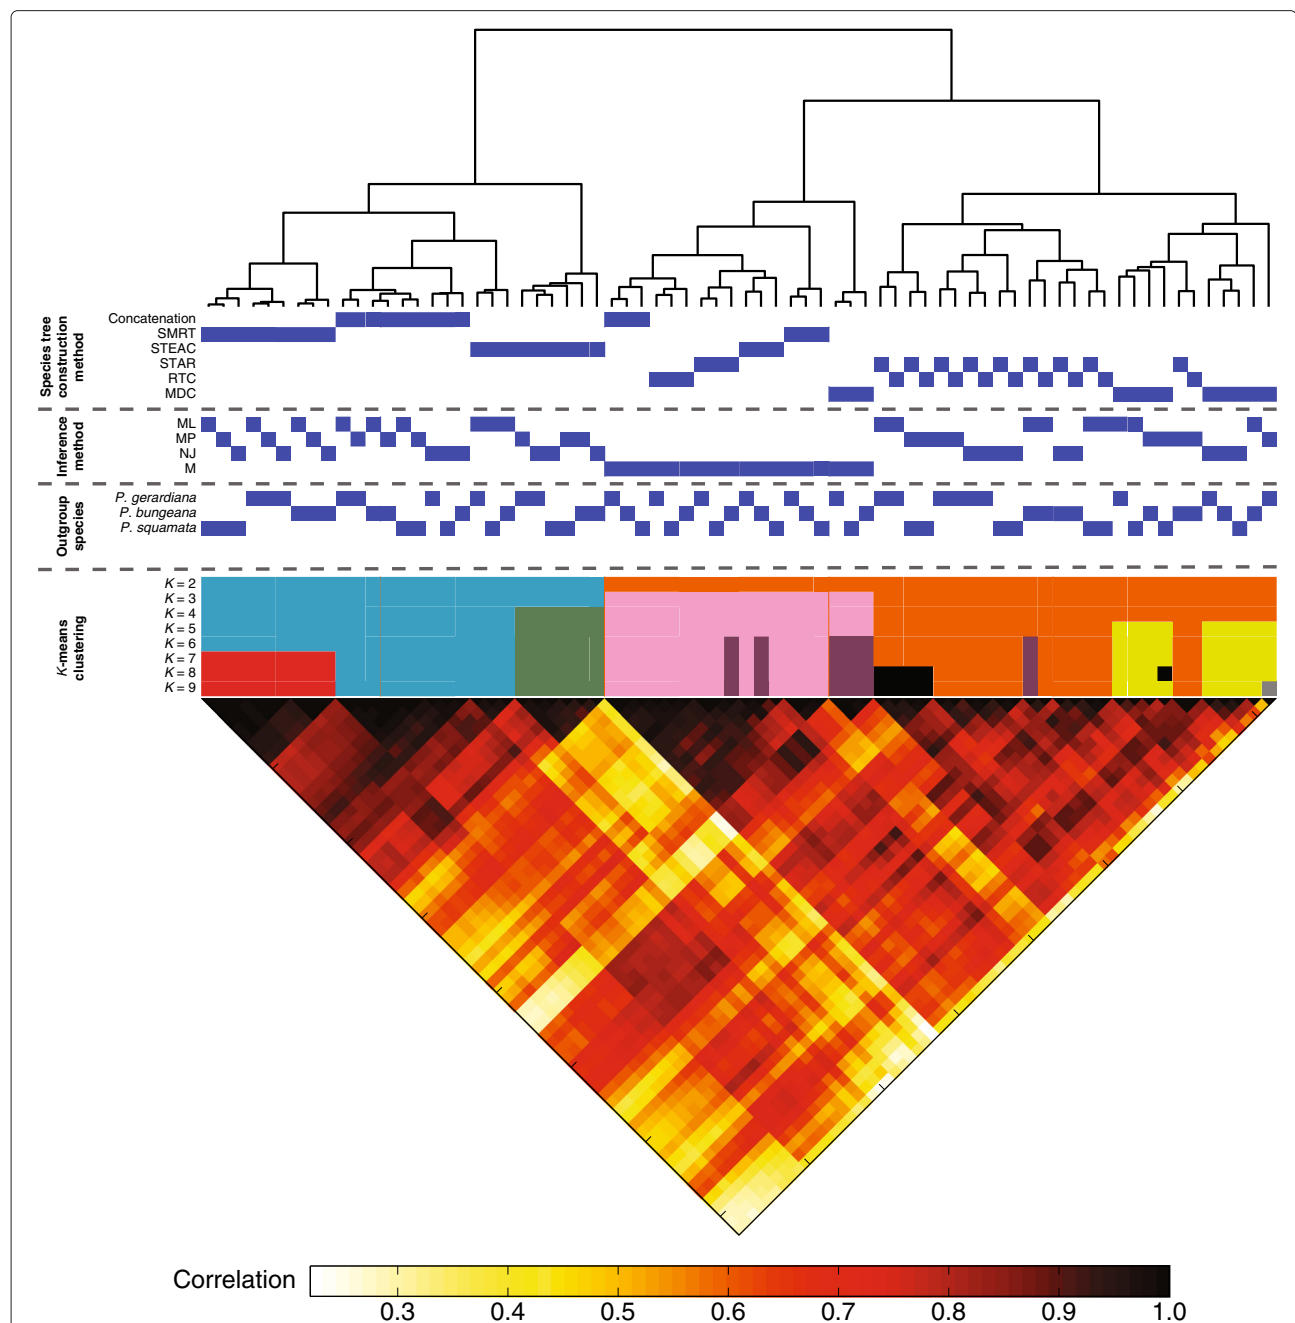 Species tree
construction
method
Concatenation
SMRT
STEAC
STAR
RTC
MDC
Inference
method
ML
MP
NJ
M
Outgroup
species
P. gerardiana
P. bungeana
P. squamata
K-means
clustering
K = 2
K = 3
K = 4
K = 5
K = 6
K = 7
K = 8
K = 9
Correlation
0.3 0.4 0.5 0.6 0.7 0.8 0.9 1.0